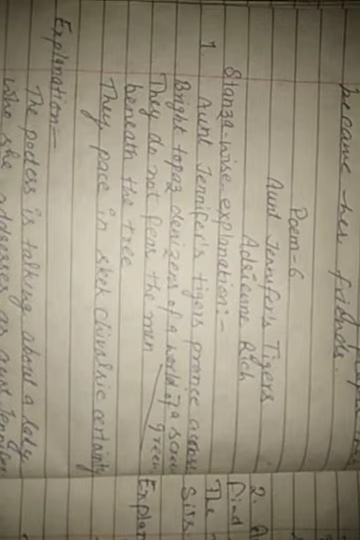 became her friends.
Poem-6
Aunt Jennifer's Tigers
Adrienne Rich
Stanza-wise explanation:-
1 Aunt Jennifer's tigers prance across
Bright topaz denizens of a world of a
green
They do not fear the men
beneath the tree
They pace in sleek chivalric certainty
Explanation:-
The poetess is talking about a lady
who she addresses as aunt Jennifer
2.
Find
The
Explan